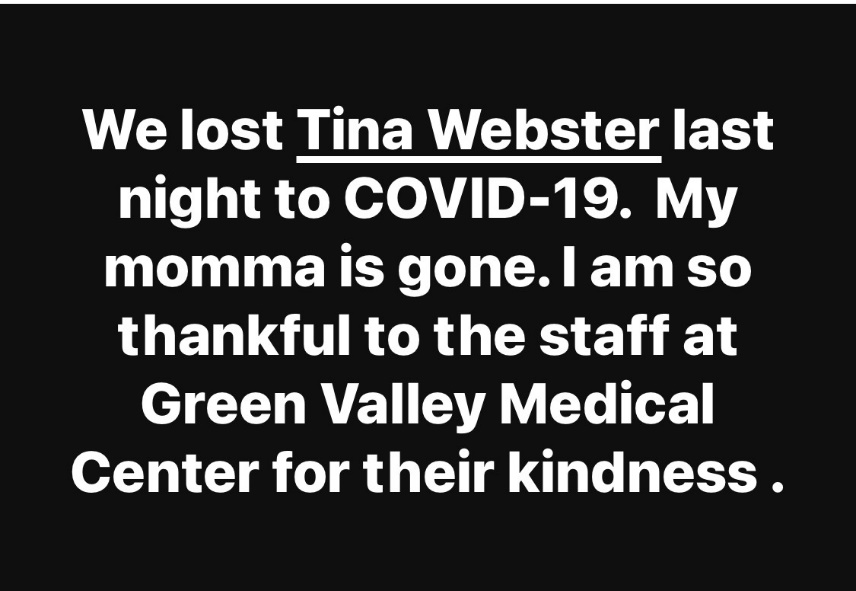 We lost Tina Webster last
night to COVID-19.  My
momma is gone. I am so
thankful to the staff at
Green Valley Medical
Center for their kindness .